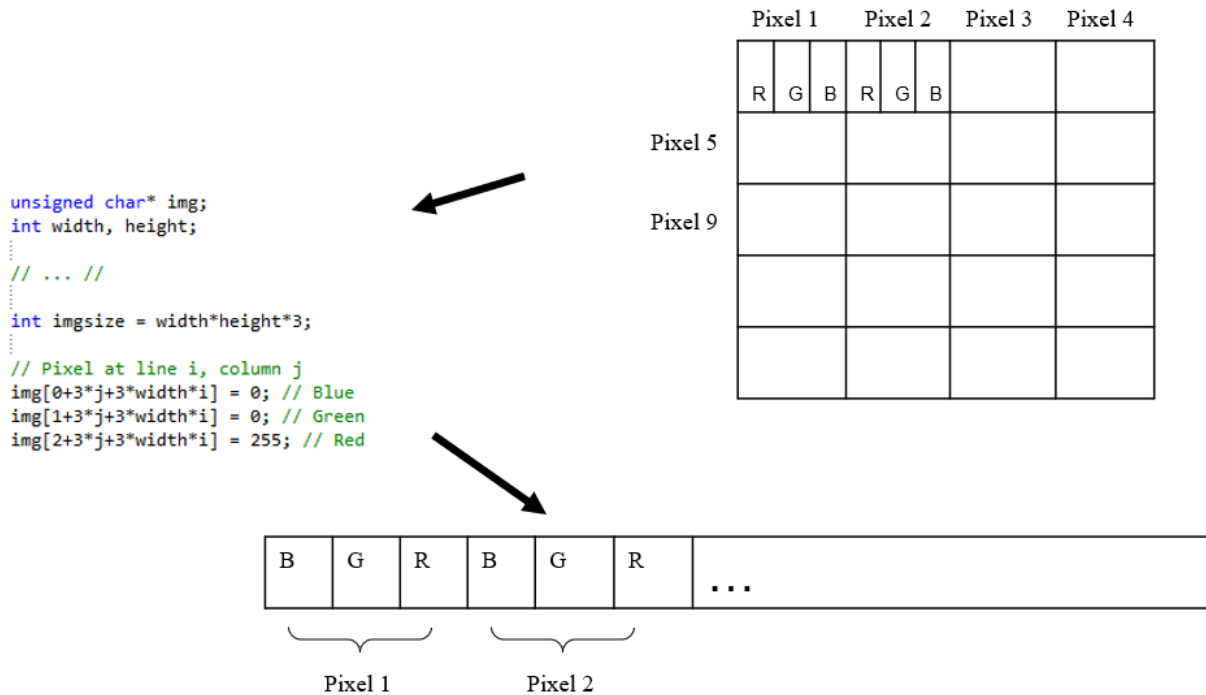 Pixel 1 Pixel 2 Pixel 3 Pixel 4
R G B R G B
Pixel 5
Pixel 9
unsigned char* img;
int width, height;
// ... //
int imgsize = width*height*3;
// Pixel at line i, column j
img[0+3*j+3*width*i] = 0; // Blue
img[1+3*j+3*width*i] = 0; // Green
img[2+3*j+3*width*i] = 255; // Red
B G R B G R ...
Pixel 1 Pixel 2